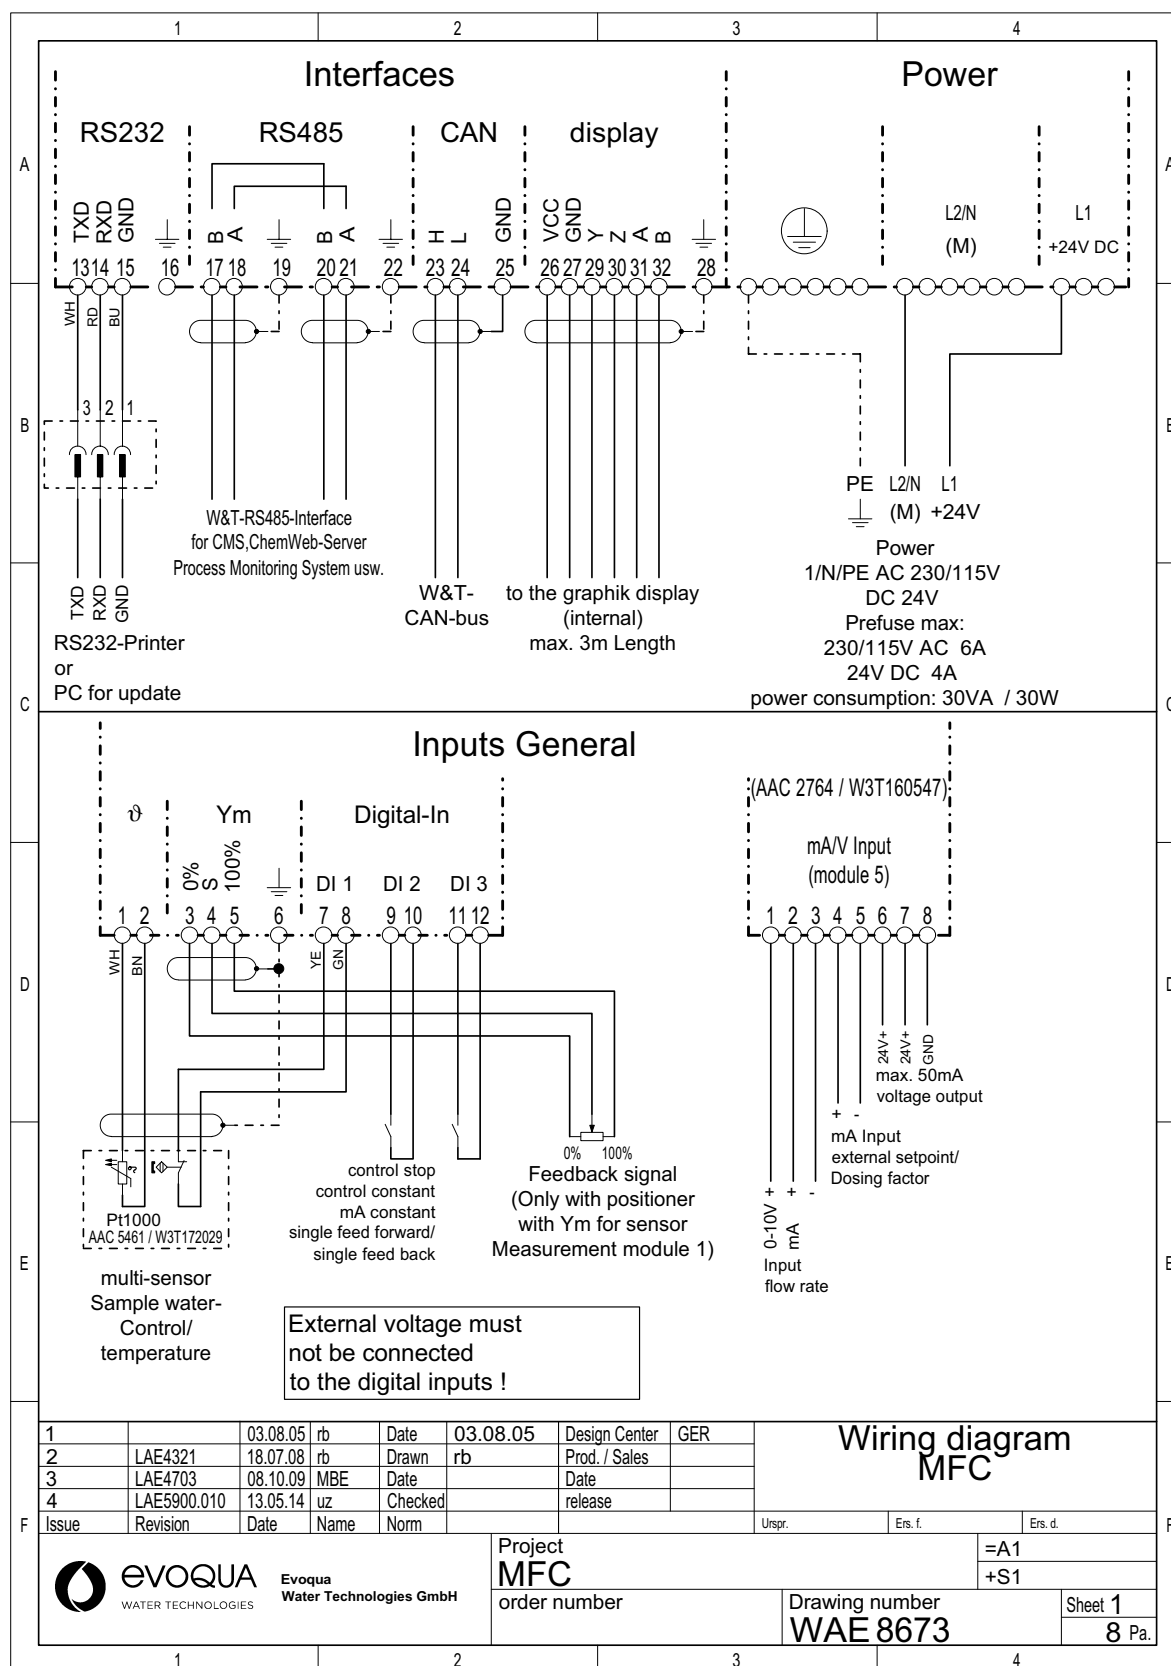 1 2 3 4
A
B
C
D
E
F
Interfaces
Power
RS232 RS485 CAN display
TXD RXD GND
B A B A
H L GND
VCC GND Y Z A B
L2/N
(M)
L1
+24V DC
13 14 15 16 17 18 19 20 21 22 23 24 25 26 27 29 30 31 32 28
WH RD BU
3 2 1
TXD RXD GND
RS232-Printer
or
PC for update
W&T-RS485-Interface
for CMS,ChemWeb-Server
Process Monitoring System usw.
W&T-
CAN-bus
to the graphik display
(internal)
max. 3m Length
PE L2/N L1
(M) +24V
Power
1/N/PE AC 230/115V
DC 24V
Prefuse max:
230/115V AC 6A
24V DC 4A
power consumption: 30VA / 30W
Inputs General
ϑ Ym Digital-In
0% S 100%
DI 1 DI 2 DI 3
1 2 3 4 5 6 7 8 9 10 11 12
WH BN YE GN
(AAC 2764 / W3T160547)
mA/V Input
(module 5)
1 2 3 4 5 6 7 8
24V+ 24V+ GND
max. 50mA
voltage output
+ -
mA Input
external setpoint/
Dosing factor
0-10V + mA + -
Input
flow rate
Pt1000
AAC 5461 / W3T172029
multi-sensor
Sample water-
Control/
temperature
control stop
control constant
mA constant
single feed forward/
single feed back
0% 100%
Feedback signal
(Only with positioner
with Ym for sensor
Measurement module 1)
External voltage must
not be connected
to the digital inputs !
1 03.08.05 rb Date 03.08.05 Design Center GER
2 LAE4321 18.07.08 rb Drawn rb Prod. / Sales
3 LAE4703 08.10.09 MBE Date Date
4 LAE5900.010 13.05.14 uz Checked release
Issue Revision Date Name Norm
Wiring diagram
MFC
Urspr. Ers. f. Ers. d.
evoQUA
WATER TECHNOLOGIES
Evoqua
Water Technologies GmbH
Project
MFC
=A1
+S1
order number
Drawing number
WAE 8673
Sheet 1
8 Pa.
1 2 3 4